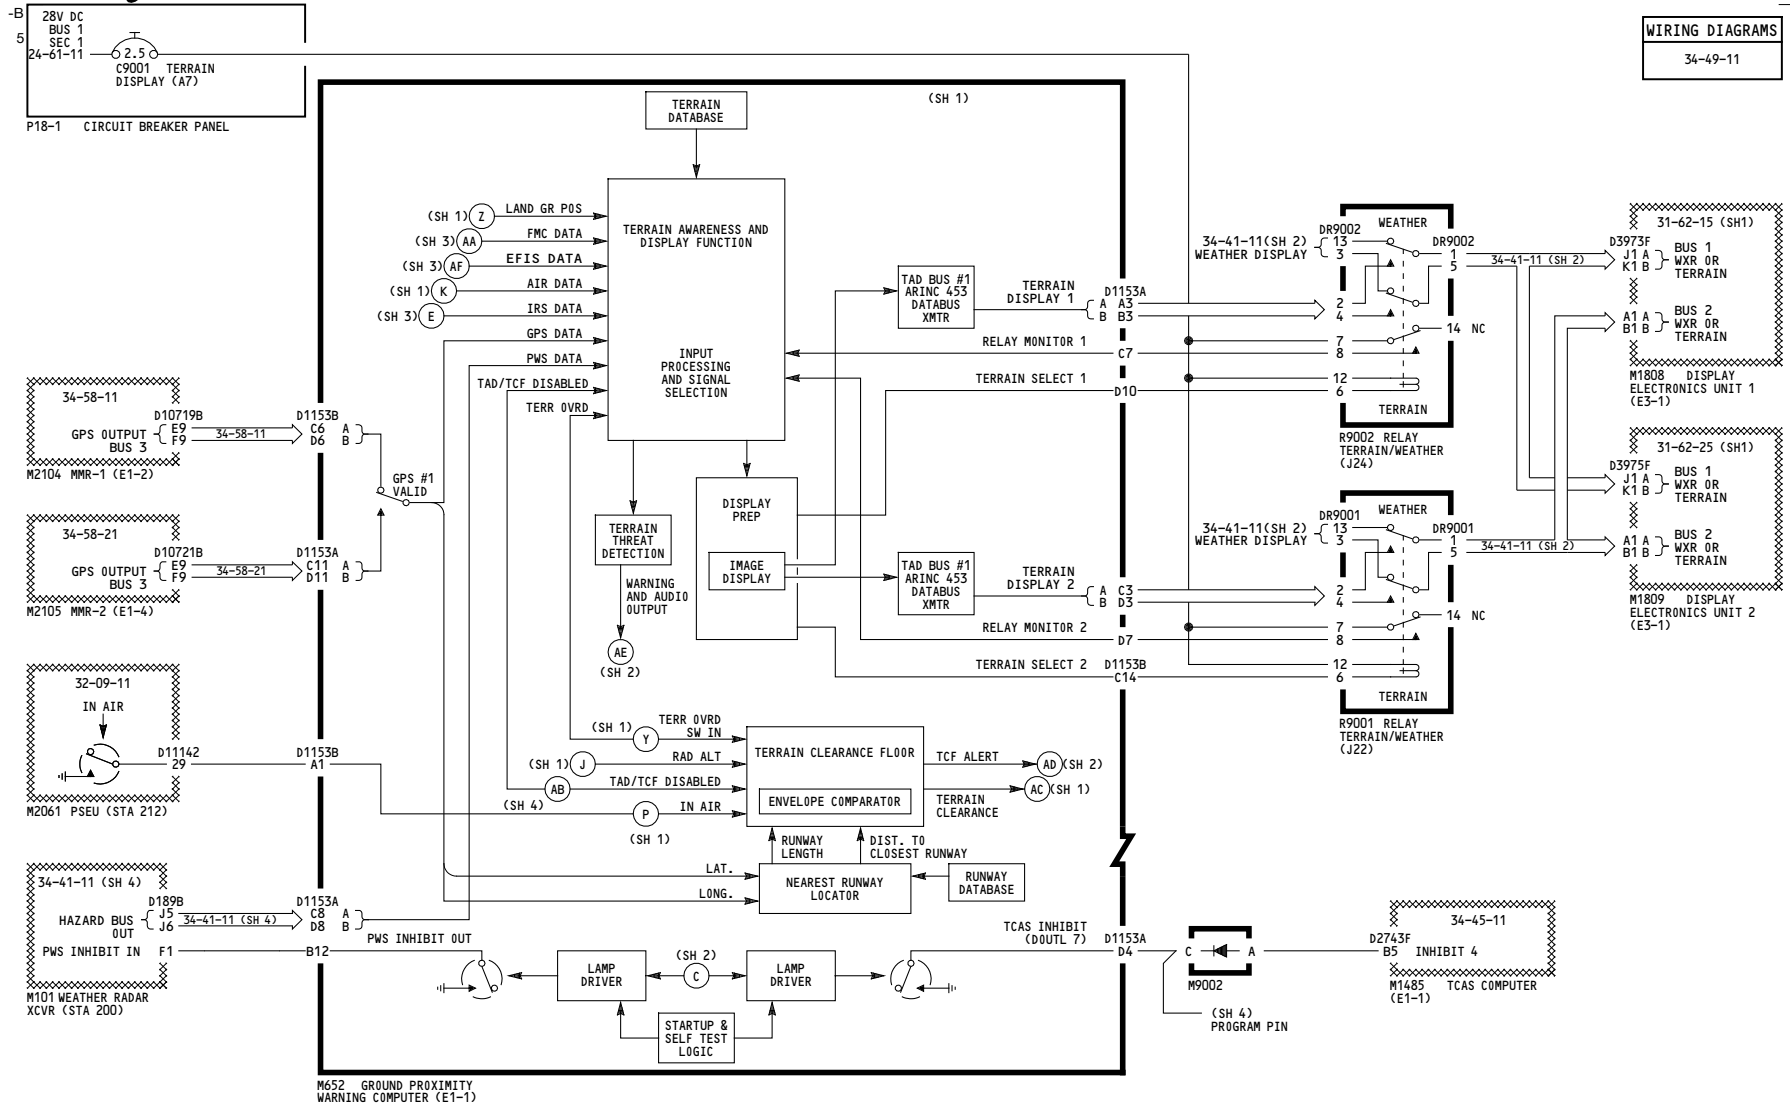 -B
5
28V DC
BUS 1
SEC 1
24-61-11
2.5
C9001 TERRAIN
DISPLAY (A7)
P18-1 CIRCUIT BREAKER PANEL
WIRING DIAGRAMS
34-49-11
(SH 1)
TERRAIN
DATABASE
TERRAIN AWARENESS AND
DISPLAY FUNCTION
INPUT
PROCESSING
AND SIGNAL
SELECTION
(SH 1) Z LAND GR POS
(SH 3) AA FMC DATA
(SH 3) AF EFIS DATA
(SH 1) K AIR DATA
(SH 3) E IRS DATA
GPS DATA
PWS DATA
TAD/TCF DISABLED
TERR OVRD
34-58-11
D10719B
GPS OUTPUT
BUS 3
E9
F9
34-58-11
M2104 MMR-1 (E1-2)
D1153B
C6 A
D6 B
GPS #1
VALID
34-58-21
D10721B
GPS OUTPUT
BUS 3
E9
F9
34-58-21
M2105 MMR-2 (E1-4)
D1153A
C11 A
D11 B
32-09-11
IN AIR
D11142
29
M2061 PSEU (STA 212)
D1153B
A1
34-41-11 (SH 4)
D189B
HAZARD BUS
OUT
J5
J6
34-41-11 (SH 4)
PWS INHIBIT IN F1
M101 WEATHER RADAR
XCVR (STA 200)
D1153A
C8 A
D8 B
B12
PWS INHIBIT OUT
TERRAIN
THREAT
DETECTION
WARNING
AND AUDIO
OUTPUT
AE
(SH 2)
DISPLAY
PREP
IMAGE
DISPLAY
TAD BUS #1
ARINC 453
DATABUS
XMTR
TERRAIN
DISPLAY 1
D1153A
A A3
B B3
RELAY MONITOR 1 C7
TERRAIN SELECT 1 D10
TAD BUS #1
ARINC 453
DATABUS
XMTR
TERRAIN
DISPLAY 2
A C3
B D3
RELAY MONITOR 2 D7
TERRAIN SELECT 2 D1153B
C14
(SH 1) Y TERR OVRD
SW IN
(SH 1) J RAD ALT
AB TAD/TCF DISABLED
(SH 4)
P IN AIR
(SH 1)
TERRAIN CLEARANCE FLOOR
ENVELOPE COMPARATOR
TCF ALERT AD (SH 2)
AC (SH 1)
TERRAIN
CLEARANCE
RUNWAY
LENGTH
DIST. TO
CLOSEST RUNWAY
LAT.
LONG.
NEAREST RUNWAY
LOCATOR
RUNWAY
DATABASE
LAMP
DRIVER
(SH 2)
C
LAMP
DRIVER
STARTUP &
SELF TEST
LOGIC
TCAS INHIBIT
(DOUTL 7)
D1153A
D4
M652 GROUND PROXIMITY
WARNING COMPUTER (E1-1)
C A
M9002
(SH 4)
PROGRAM PIN
34-45-11
D2743F
B5 INHIBIT 4
M1485 TCAS COMPUTER
(E1-1)
34-41-11(SH 2)
WEATHER DISPLAY
DR9002
13
3
2
4
7
8
12
6
WEATHER
DR9002
1
5
14 NC
TERRAIN
R9002 RELAY
TERRAIN/WEATHER
(J24)
34-41-11 (SH 2)
34-41-11(SH 2)
WEATHER DISPLAY
DR9001
13
3
2
4
7
8
12
6
WEATHER
DR9001
1
5
14 NC
TERRAIN
R9001 RELAY
TERRAIN/WEATHER
(J22)
34-41-11 (SH 2)
31-62-15 (SH1)
D3973F
J1 A
K1 B
BUS 1
WXR OR
TERRAIN
A1 A
B1 B
BUS 2
WXR OR
TERRAIN
M1808 DISPLAY
ELECTRONICS UNIT 1
(E3-1)
31-62-25 (SH1)
D3975F
J1 A
K1 B
BUS 1
WXR OR
TERRAIN
A1 A
B1 B
BUS 2
WXR OR
TERRAIN
M1809 DISPLAY
ELECTRONICS UNIT 2
(E3-1)